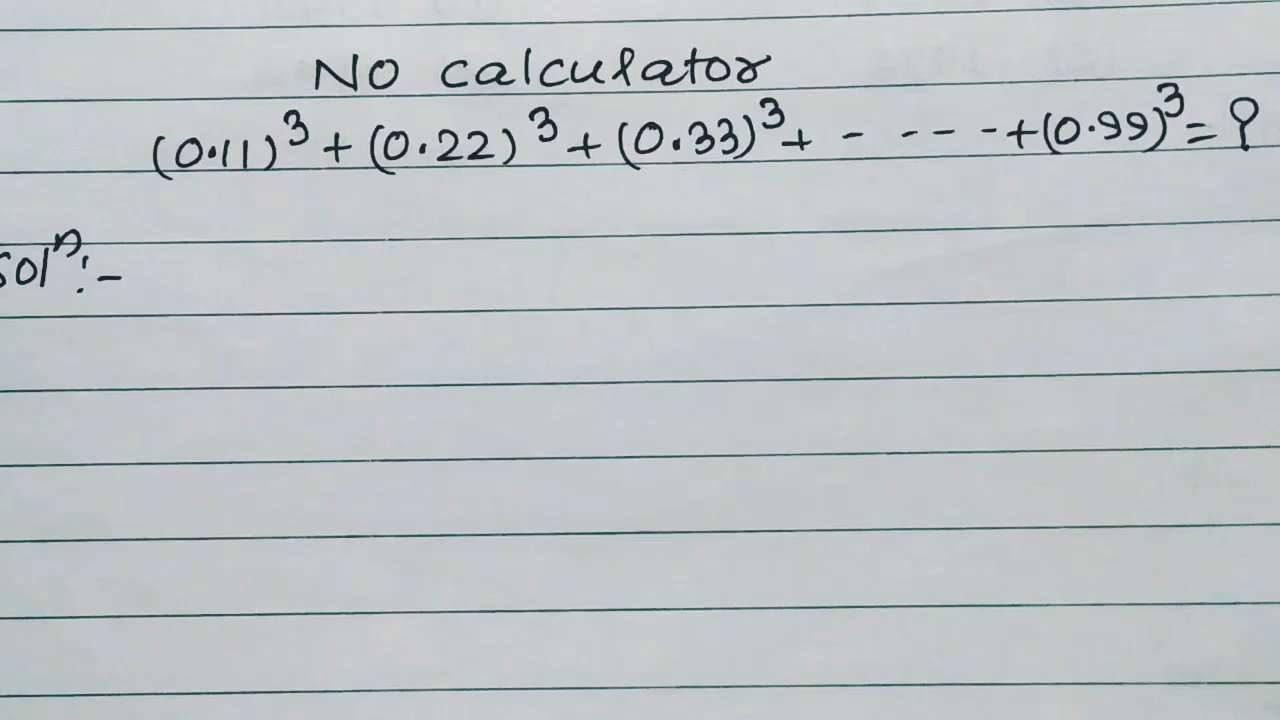 No calculator
(0.11)³ + (0.22)³ + (0.33)³ + - - - - + (0.99)³ = ?
Solⁿ:-